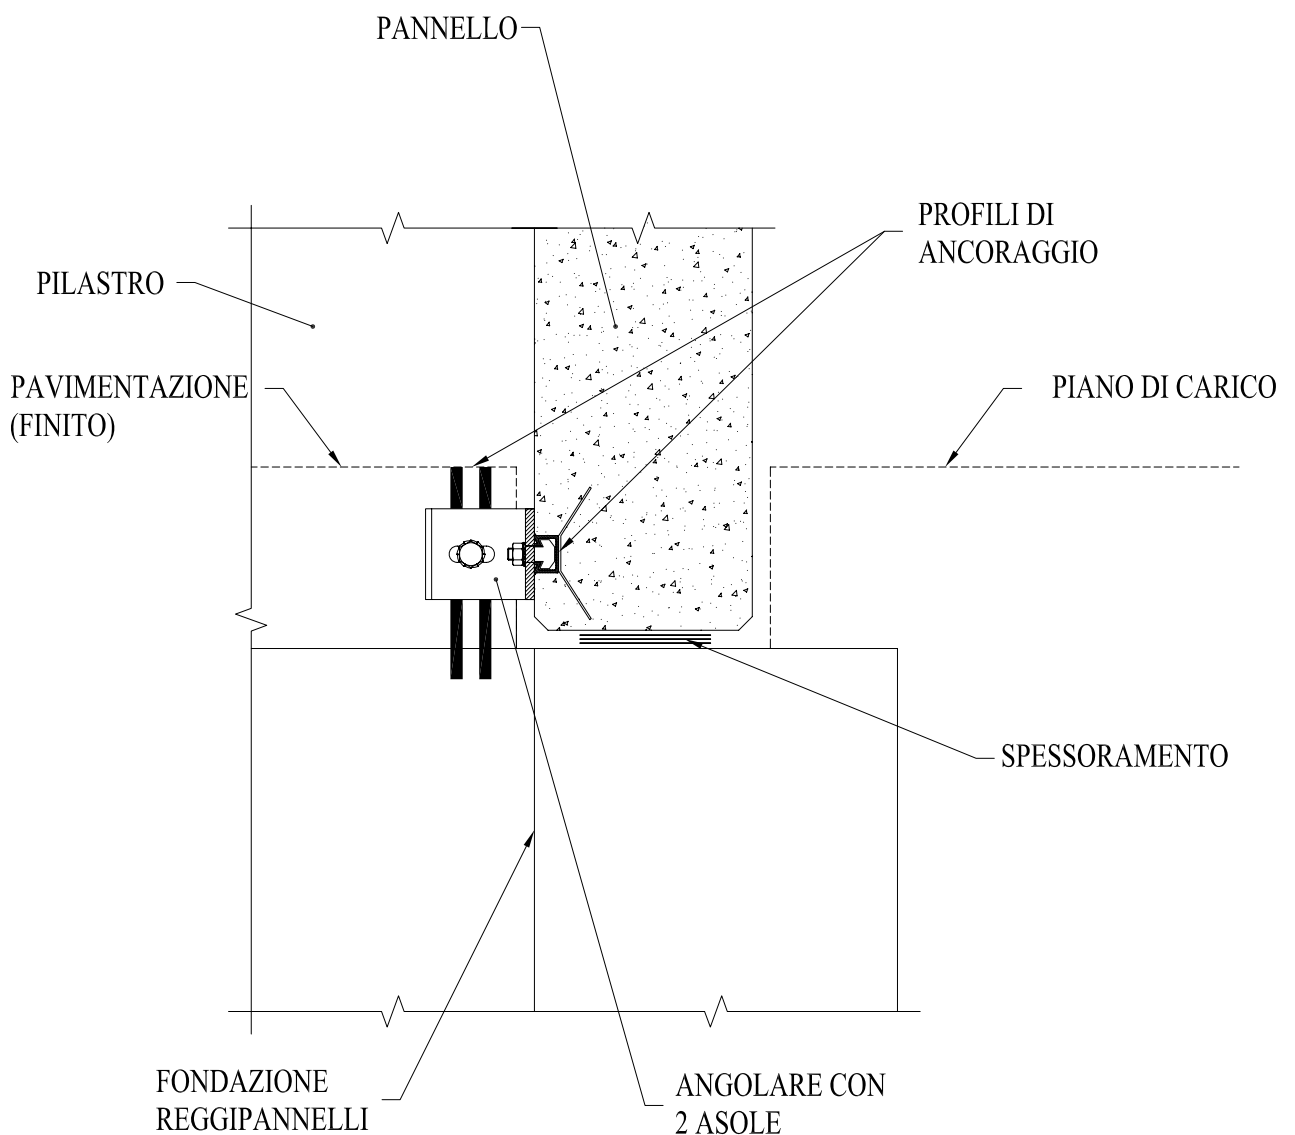 PANNELLO
PROFILI DI
ANCORAGGIO
PILASTRO
PAVIMENTAZIONE
(FINITO)
PIANO DI CARICO
SPESSORAMENTO
FONDAZIONE
REGGIPANNELLI
ANGOLARE CON
2 ASOLE